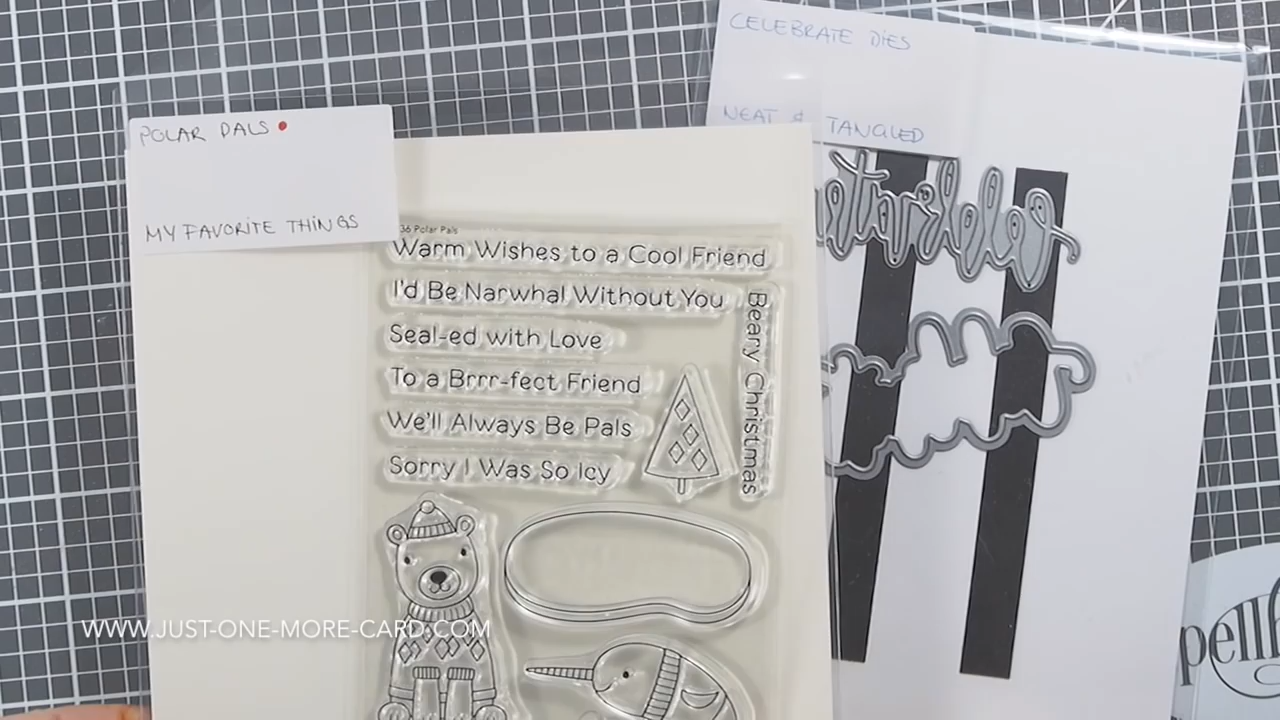 CELEBRATE DIES
NEAT & TANGLED
POLAR PALS
MY FAVORITE THINGS
36 Polar Pals
Warm Wishes to a Cool Friend
I'd Be Narwhal Without You
Seal-ed with Love
To a Brrr-fect Friend
We'll Always Be Pals
Sorry I Was So Icy
Beary Christmas
celebrate
WWW.JUST-ONE-MORE-CARD.COM